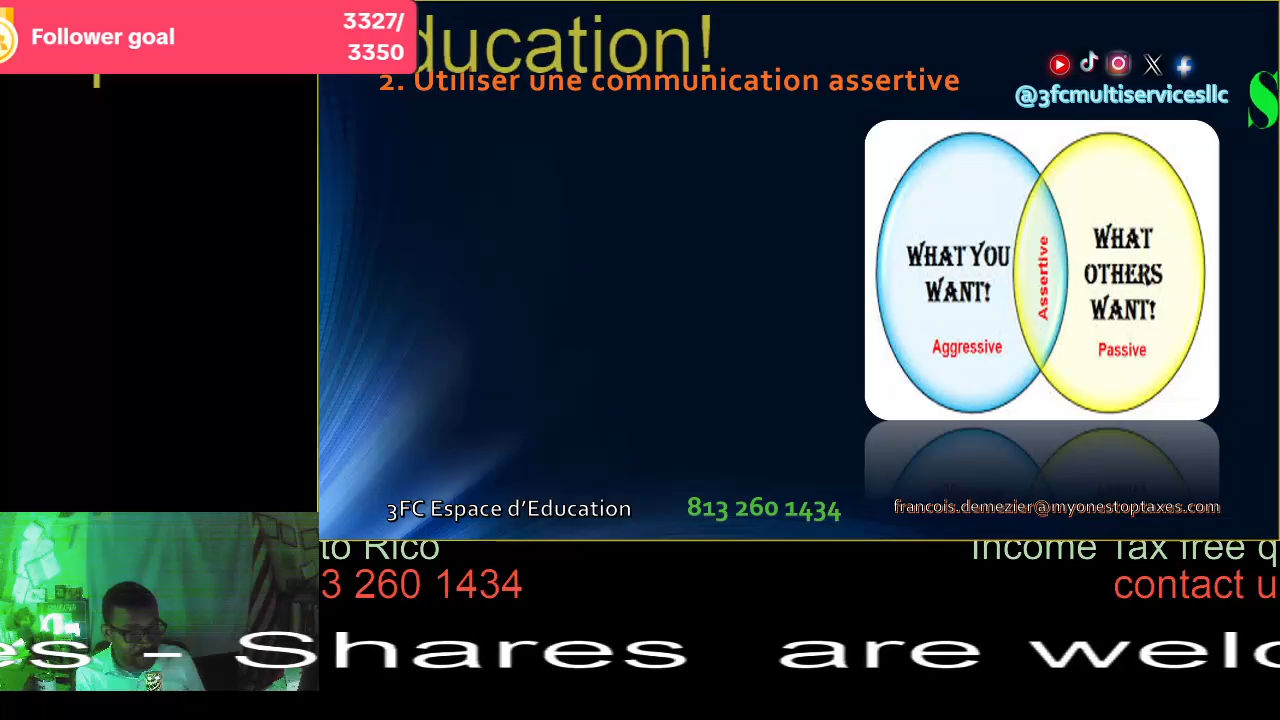 Follower goal
3327/
3350
ducation!
2. Utiliser une communication assertive
@3fcmultiservicesllc
S
WHAT YOU
WANT!
Aggressive
Assertive
WHAT
OTHERS
WANT!
Passive
3FC Espace d'Education
813 260 1434
francois.demezier@myonestoptaxes.com
to Rico
Income Tax free q
3 260 1434
contact u
es - Shares are welc